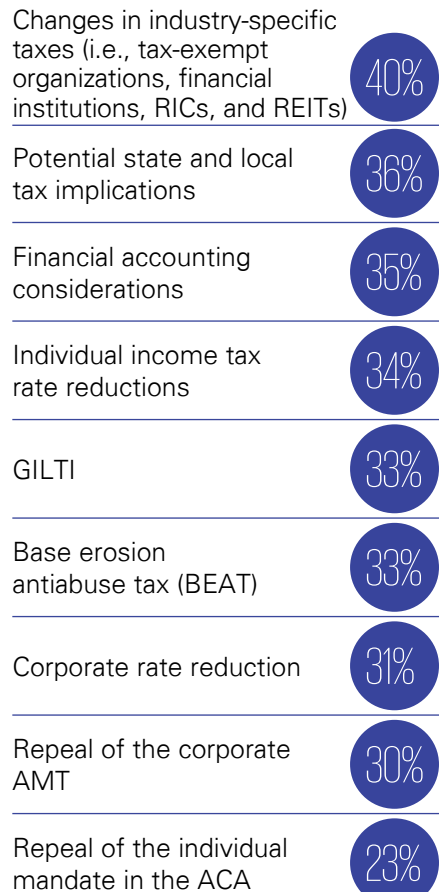 Changes in industry-specific
taxes (i.e., tax-exempt
organizations, financial
institutions, RICs, and REITs)
40%
Potential state and local
tax implications
36%
Financial accounting
considerations
35%
Individual income tax
rate reductions
34%
GILTI
33%
Base erosion
antiabuse tax (BEAT)
33%
Corporate rate reduction
31%
Repeal of the corporate
AMT
30%
Repeal of the individual
mandate in the ACA
23%